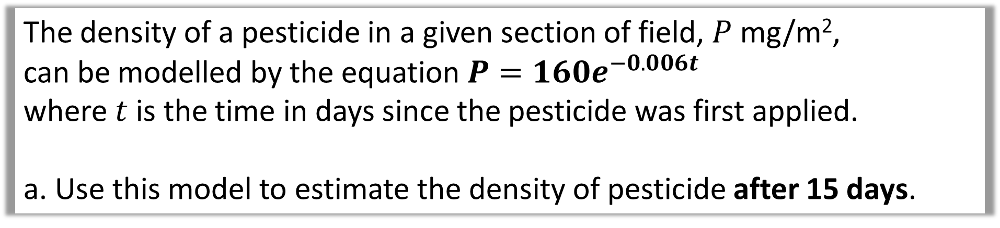 The density of a pesticide in a given section of field, P mg/m²,
can be modelled by the equation P = 160e^−0.006t
where t is the time in days since the pesticide was first applied.
a. Use this model to estimate the density of pesticide after 15 days.